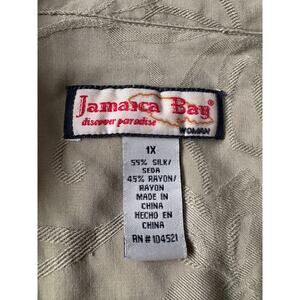 Jamaica Bay®
discover paradise
WOMAN
1X
55% SILK/
SEDA
45% RAYON/
RAYON
MADE IN
CHINA
HECHO EN
CHINA
RN # 104521